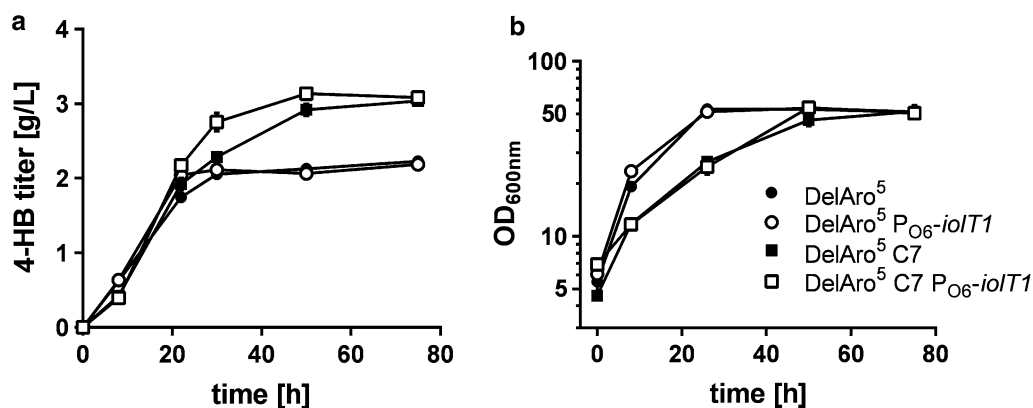 a
4-HB titer [g/L]
4
3
2
1
0
0 20 40 60 80
time [h]
b
OD600nm
100
50
10
5
0 20 40 60 80
time [h]
DelAro⁵
DelAro⁵ PO6-iolT1
DelAro⁵ C7
DelAro⁵ C7 PO6-iolT1